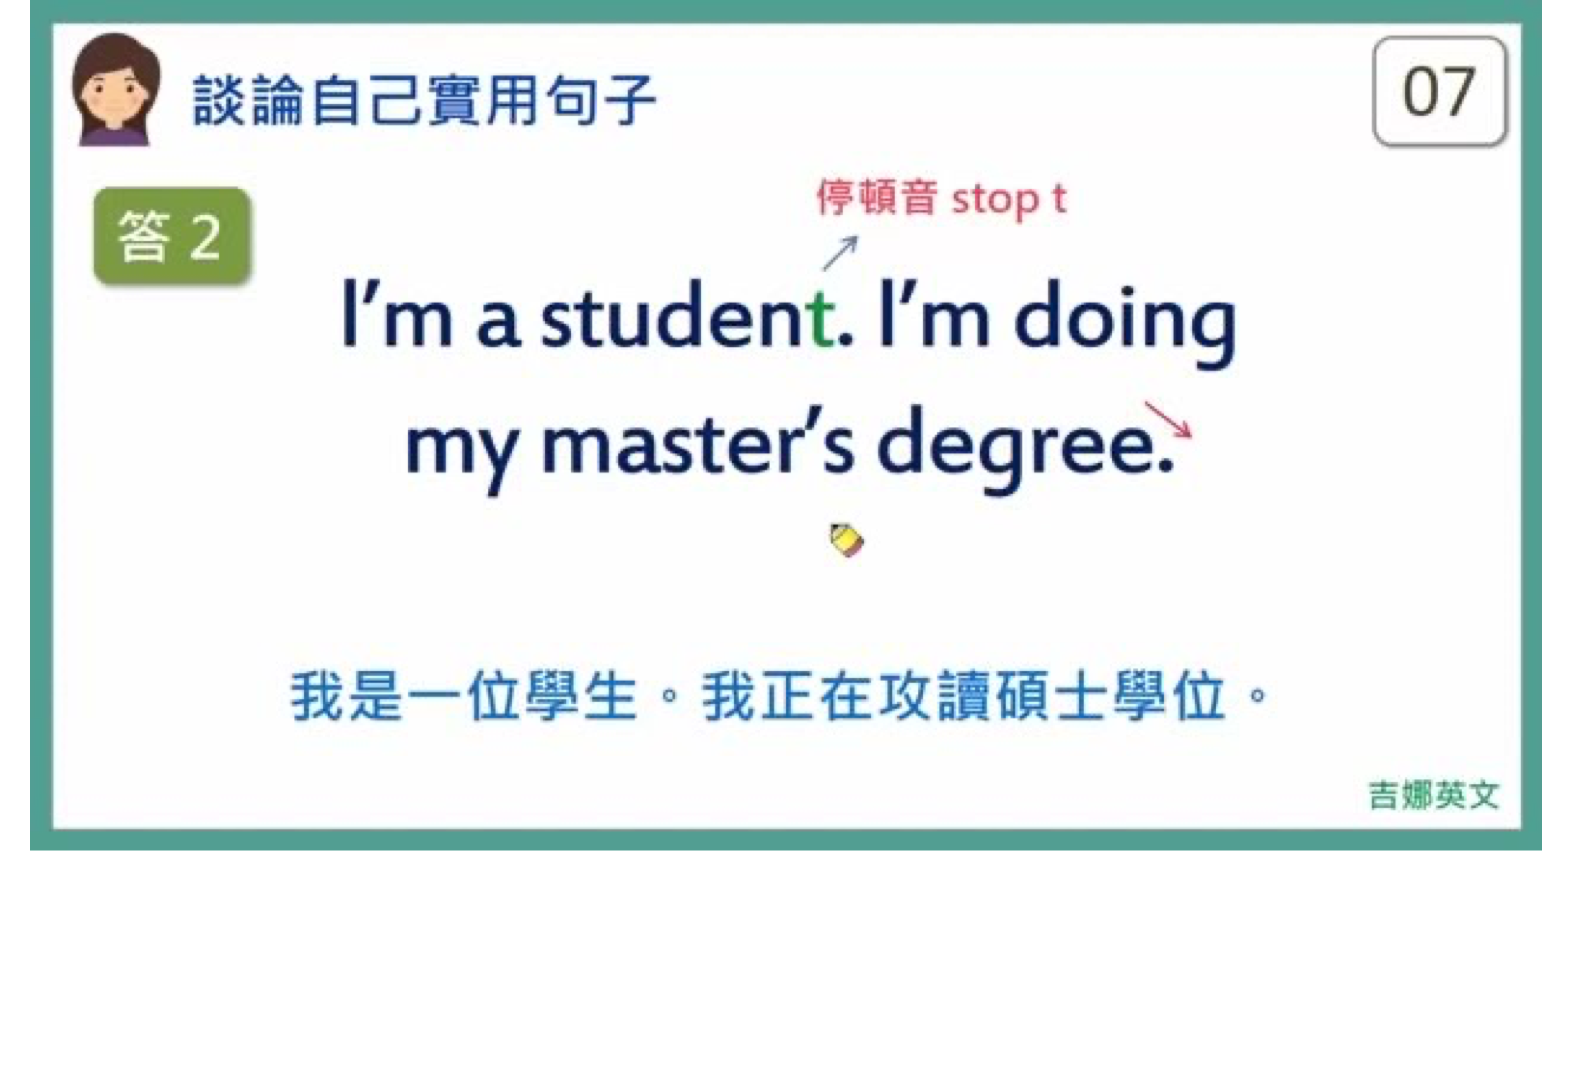 談論自己實用句子
07
答 2
停頓音 stop t
I'm a student. I'm doing
my master's degree.
我是一位學生。我正在攻讀碩士學位。
吉娜英文